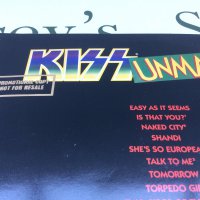 roy's S
KISS UNMA
PROMOTIONAL COPY
NOT FOR RESALE
EASY AS IT SEEMS
IS THAT YOU?*
NAKED CITY*
SHANDI
SHE'S SO EUROPEAN
TALK TO ME*
TOMORROW
TORPEDO GI